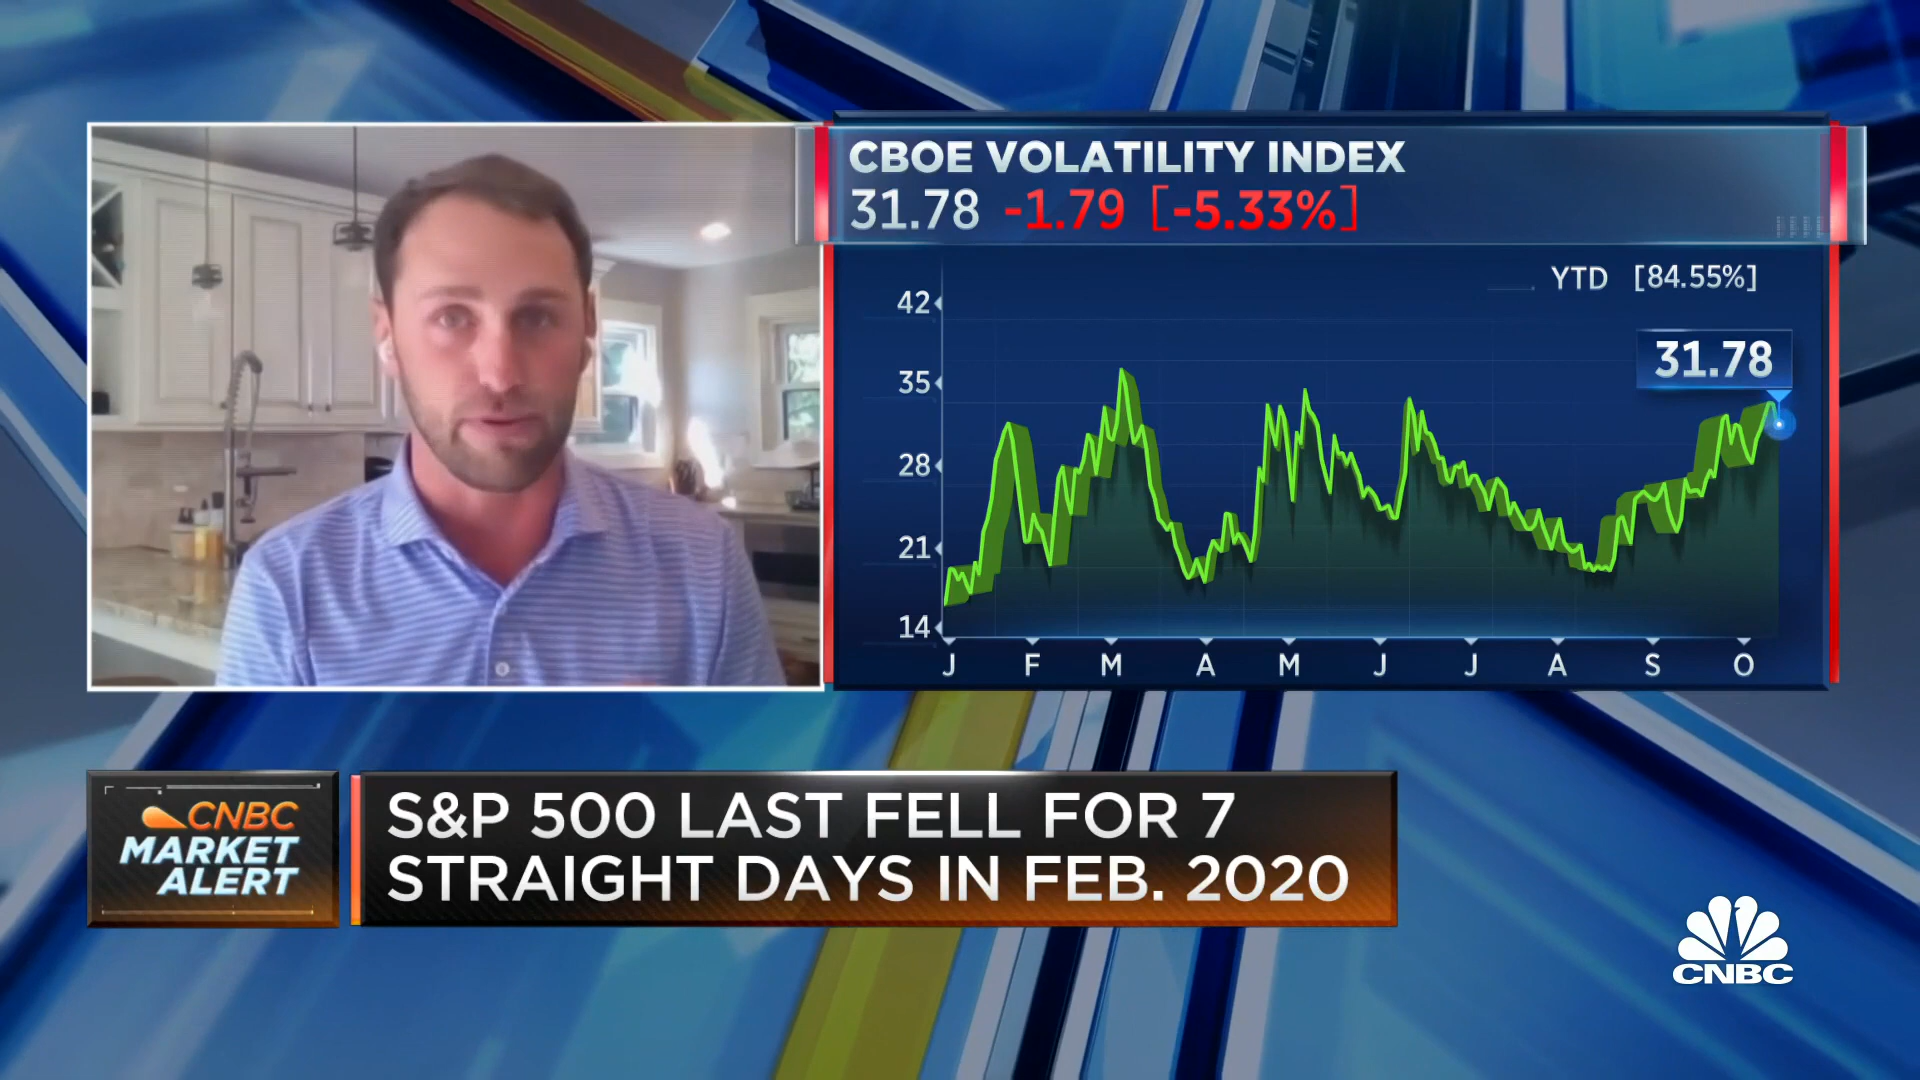 CBOE VOLATILITY INDEX
31.78 -1.79 [-5.33%]
YTD [84.55%]
42
35
28
21
14
31.78
J F M A M J J A S O
CNBC
MARKET
ALERT
S&P 500 LAST FELL FOR 7
STRAIGHT DAYS IN FEB. 2020
CNBC